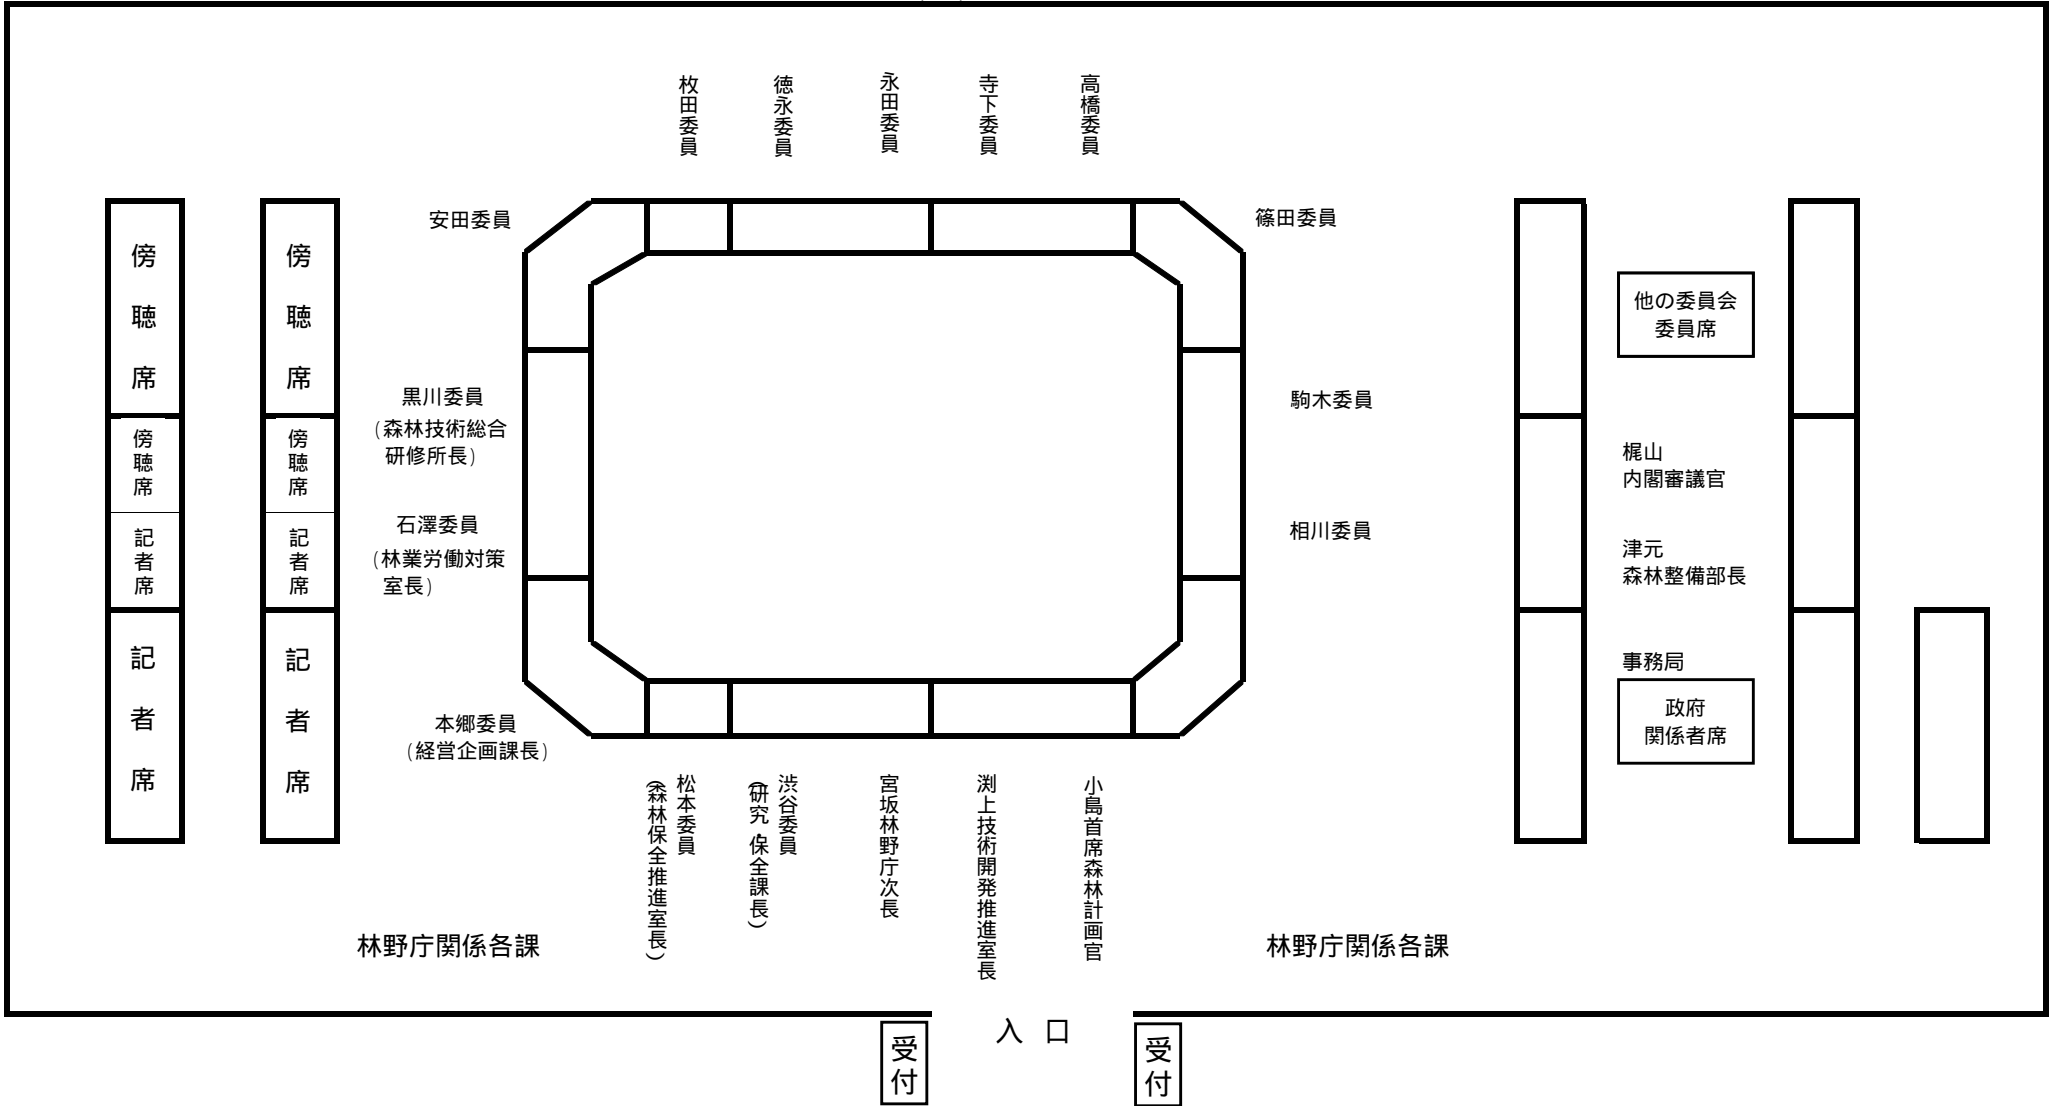 枚田委員
徳永委員
永田委員
寺下委員
高橋委員
安田委員
篠田委員
傍聴席
傍聴席
他の委員会
委員席
黒川委員
（森林技術総合
研修所長）
駒木委員
傍聴席
傍聴席
梶山
内閣審議官
石澤委員
（林業労働対策
室長）
相川委員
記者席
記者席
津元
森林整備部長
記者席
記者席
事務局
政府
関係者席
本郷委員
（経営企画課長）
松本委員
（森林保全推進室長）
渋谷委員
（研究・保全課長）
宮坂林野庁次長
渕上技術開発推進室長
小島首席森林計画官
林野庁関係各課
林野庁関係各課
入 口
受付
受付